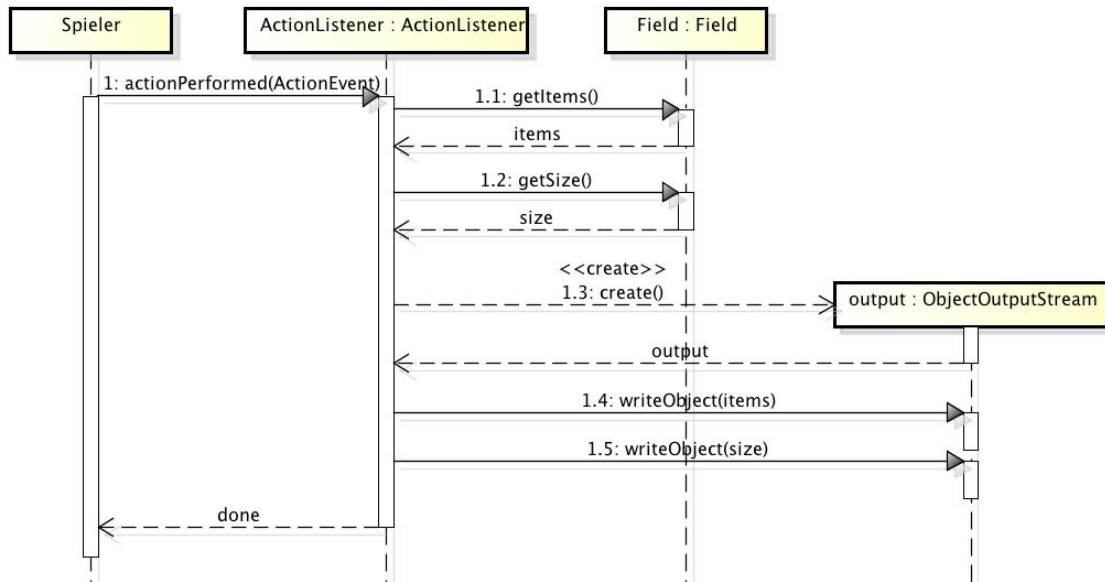 Spieler
ActionListener : ActionListener
Field : Field
1: actionPerformed(ActionEvent)
1.1: getItems()
items
1.2: getSize()
size
<<create>>
1.3: create()
output : ObjectOutputStream
output
1.4: writeObject(items)
1.5: writeObject(size)
done